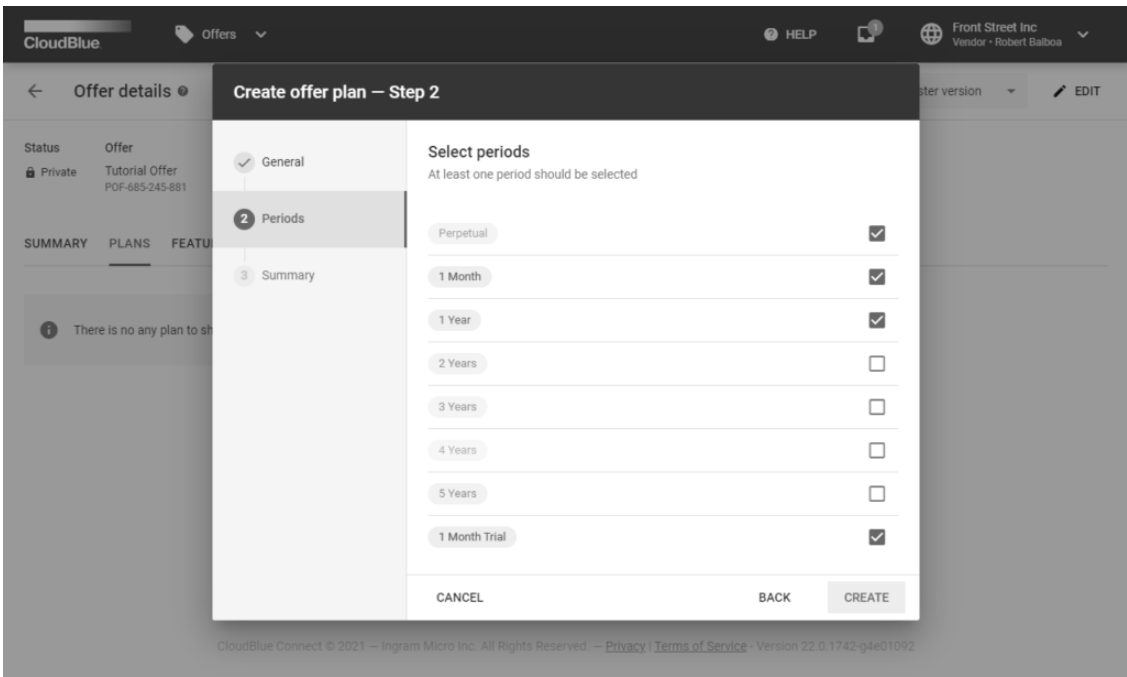 CloudBlue.
Offers
HELP
1
Front Street Inc
Vendor • Robert Balboa
Offer details
ster version
EDIT
Status
Offer
Private
Tutorial Offer
POF-685-245-881
SUMMARY PLANS FEATU
There is no any plan to sh
Create offer plan — Step 2
General
2 Periods
3 Summary
Select periods
At least one period should be selected
Perpetual
1 Month
1 Year
2 Years
3 Years
4 Years
5 Years
1 Month Trial
CANCEL BACK CREATE
CloudBlue Connect © 2021 — Ingram Micro Inc. All Rights Reserved. — Privacy | Terms of Service - Version 22.0.1742-g4e01092